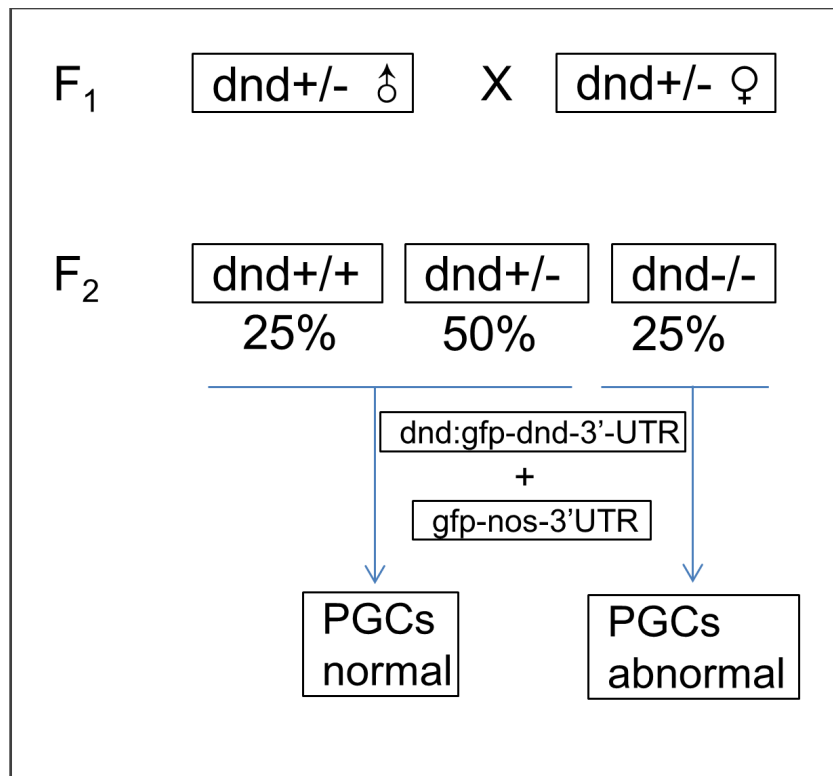 F₁ dnd+/- ♂ X dnd+/- ♀
F₂ dnd+/+ dnd+/- dnd-/-
25% 50% 25%
dnd:gfp-dnd-3’-UTR
+
gfp-nos-3’UTR
PGCs PGCs
normal abnormal